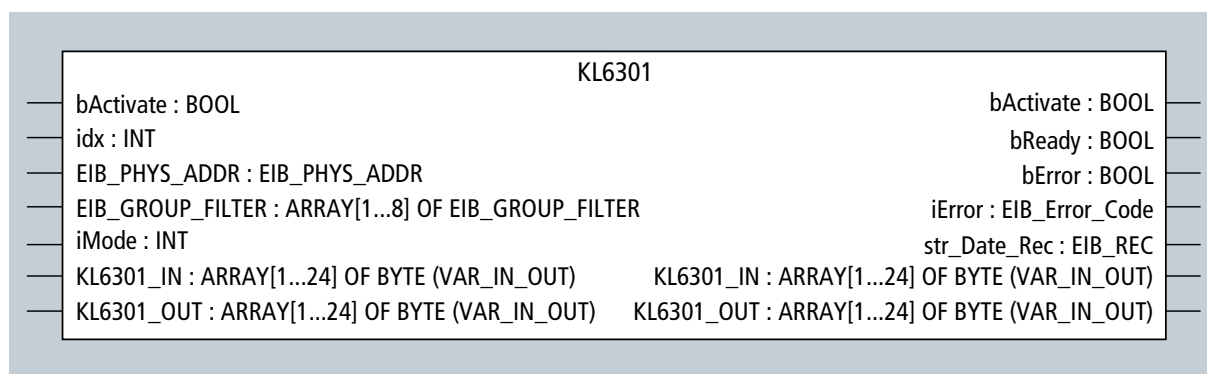 KL6301
bActivate : BOOL bActivate : BOOL
idx : INT bReady : BOOL
EIB_PHYS_ADDR : EIB_PHYS_ADDR bError : BOOL
EIB_GROUP_FILTER : ARRAY[1...8] OF EIB_GROUP_FILTER iError : EIB_Error_Code
iMode : INT str_Date_Rec : EIB_REC
KL6301_IN : ARRAY[1...24] OF BYTE (VAR_IN_OUT) KL6301_IN : ARRAY[1...24] OF BYTE (VAR_IN_OUT)
KL6301_OUT : ARRAY[1...24] OF BYTE (VAR_IN_OUT) KL6301_OUT : ARRAY[1...24] OF BYTE (VAR_IN_OUT)